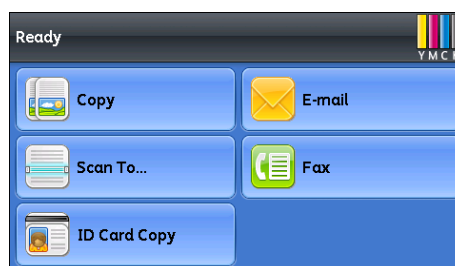 Ready
Y M C
Copy
E-mail
Scan To...
Fax
ID Card Copy